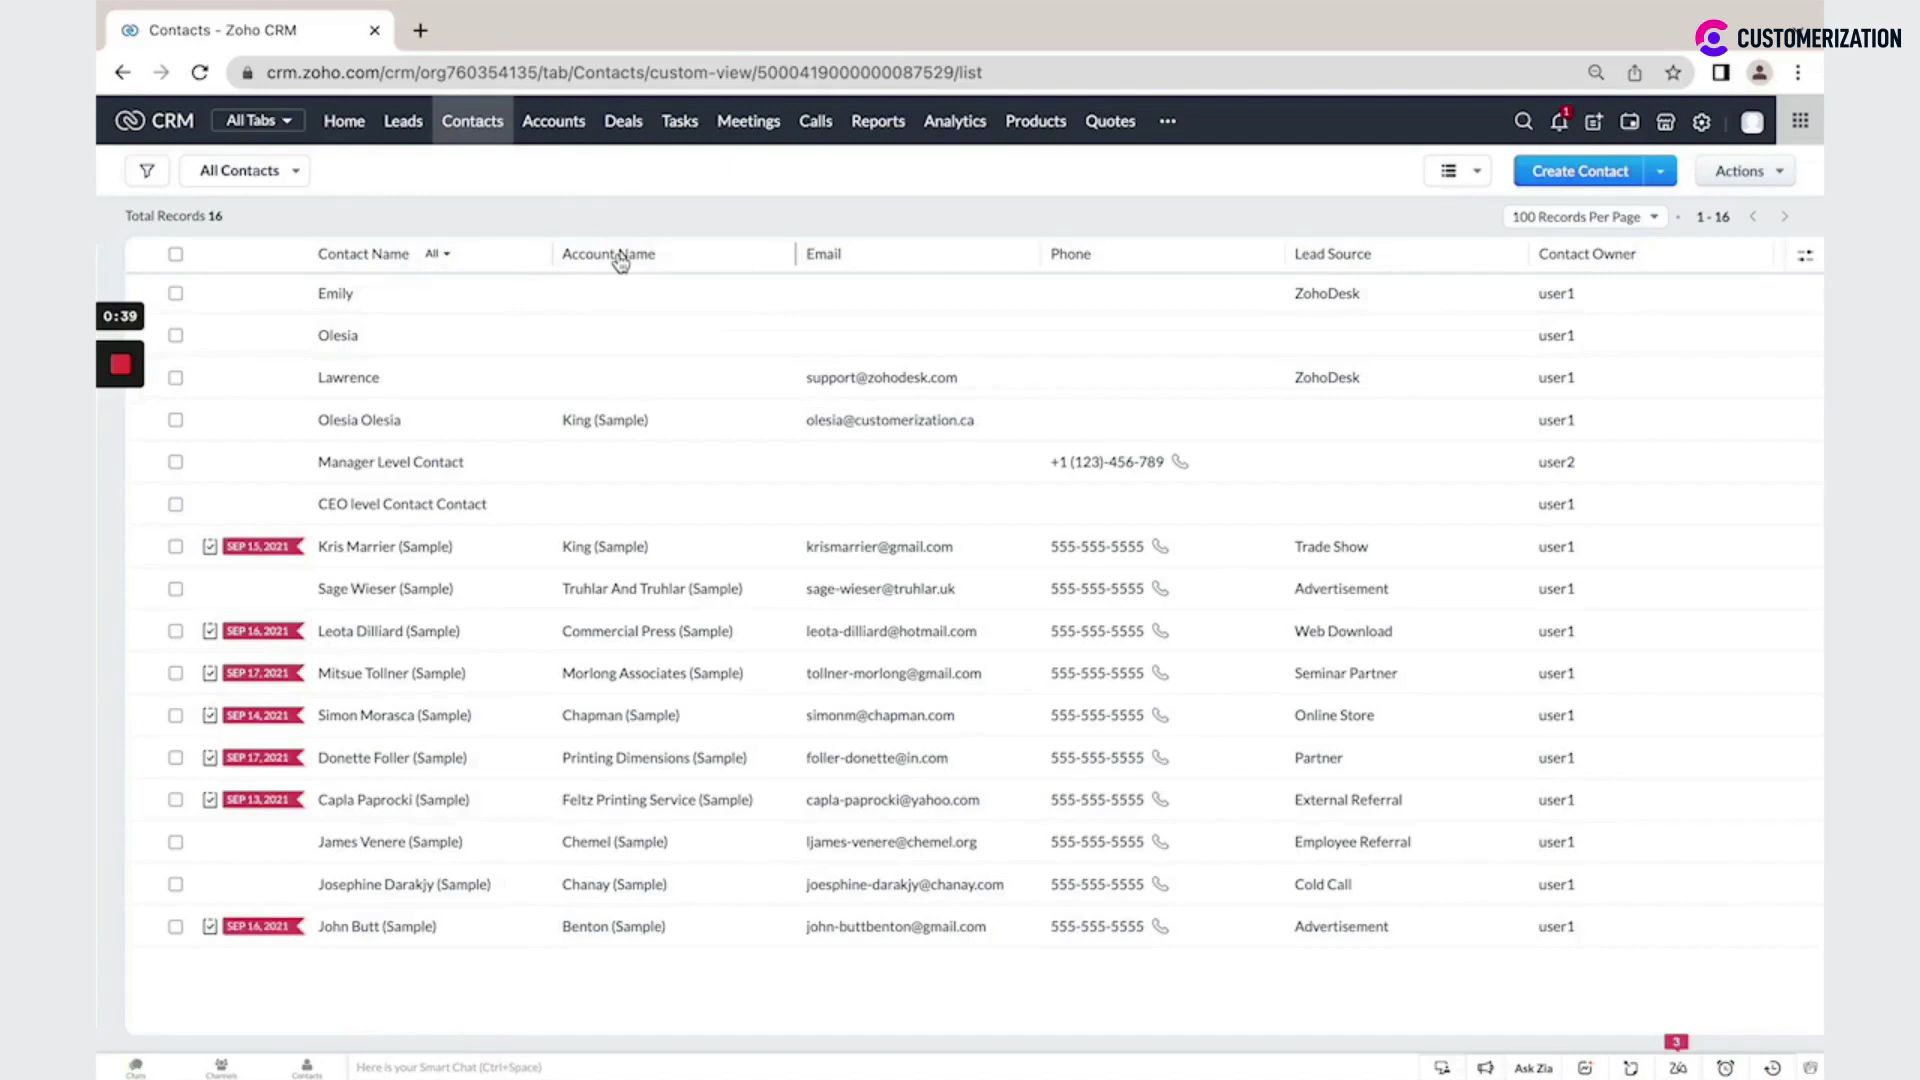 Contacts - Zoho CRM
CUSTOMERIZATION
crm.zoho.com/crm/org760354135/tab/Contacts/custom-view/5000419000000087529/list
CRM All Tabs Home Leads Contacts Accounts Deals Tasks Meetings Calls Reports Analytics Products Quotes ••• 1
All Contacts Create Contact Actions
Total Records 16 100 Records Per Page • 1 - 16
Contact Name All Account Name Email Phone Lead Source Contact Owner
Emily ZohoDesk user1
0:39
Olesia user1
Lawrence support@zohodesk.com ZohoDesk user1
Olesia Olesia King (Sample) olesia@customerization.ca user1
Manager Level Contact +1 (123)-456-789 user2
CEO level Contact Contact user1
SEP 15, 2021 Kris Marrier (Sample) King (Sample) krismarrier@gmail.com 555-555-5555 Trade Show user1
Sage Wieser (Sample) Truhlar And Truhlar (Sample) sage-wieser@truhlar.uk 555-555-5555 Advertisement user1
SEP 16, 2021 Leota Dilliard (Sample) Commercial Press (Sample) leota-dilliard@hotmail.com 555-555-5555 Web Download user1
SEP 17, 2021 Mitsue Tollner (Sample) Morlong Associates (Sample) tollner-morlong@gmail.com 555-555-5555 Seminar Partner user1
SEP 14, 2021 Simon Morasca (Sample) Chapman (Sample) simonm@chapman.com 555-555-5555 Online Store user1
SEP 17, 2021 Donette Foller (Sample) Printing Dimensions (Sample) foller-donette@in.com 555-555-5555 Partner user1
SEP 13, 2021 Capla Paprocki (Sample) Feltz Printing Service (Sample) capla-paprocki@yahoo.com 555-555-5555 External Referral user1
James Venere (Sample) Chemel (Sample) ljames-venere@chemel.org 555-555-5555 Employee Referral user1
Josephine Darakjy (Sample) Chanay (Sample) joesphine-darakjy@chanay.com 555-555-5555 Cold Call user1
SEP 16, 2021 John Butt (Sample) Benton (Sample) john-buttbenton@gmail.com 555-555-5555 Advertisement user1
3
Chats Channels Contacts Here is your Smart Chat (Ctrl+Space) Ask Zia